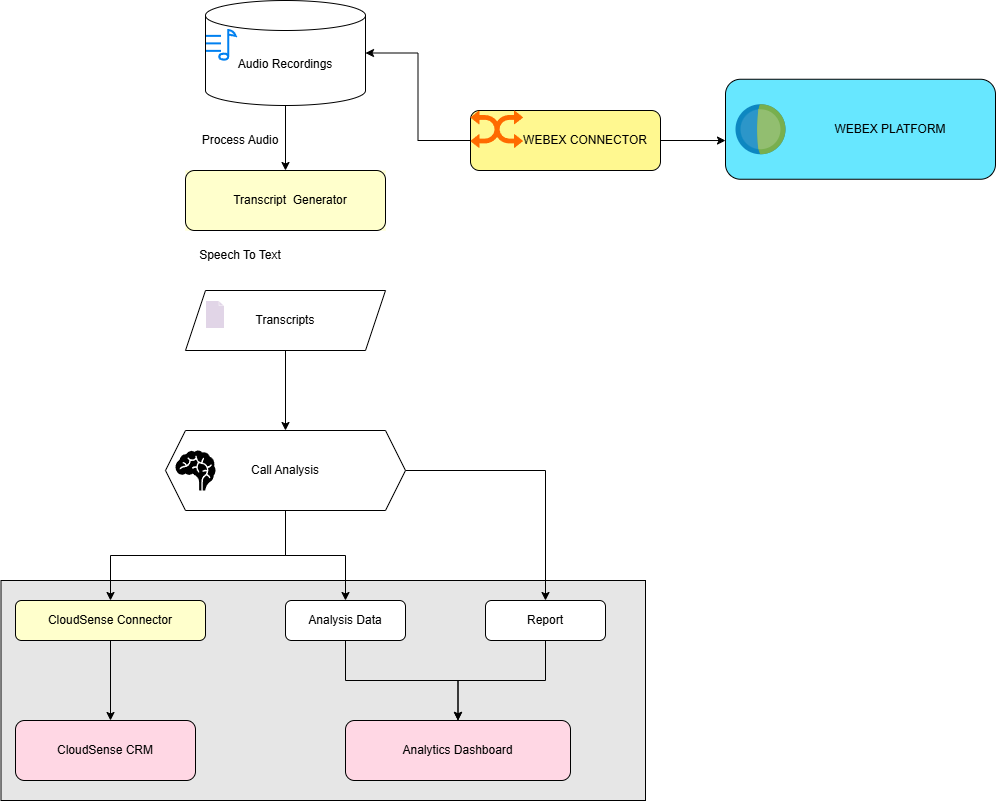 Audio Recordings
Process Audio
WEBEX CONNECTOR
WEBEX PLATFORM
Transcript  Generator
Speech To Text
Transcripts
Call Analysis
CloudSense Connector
Analysis Data
Report
CloudSense CRM
Analytics Dashboard